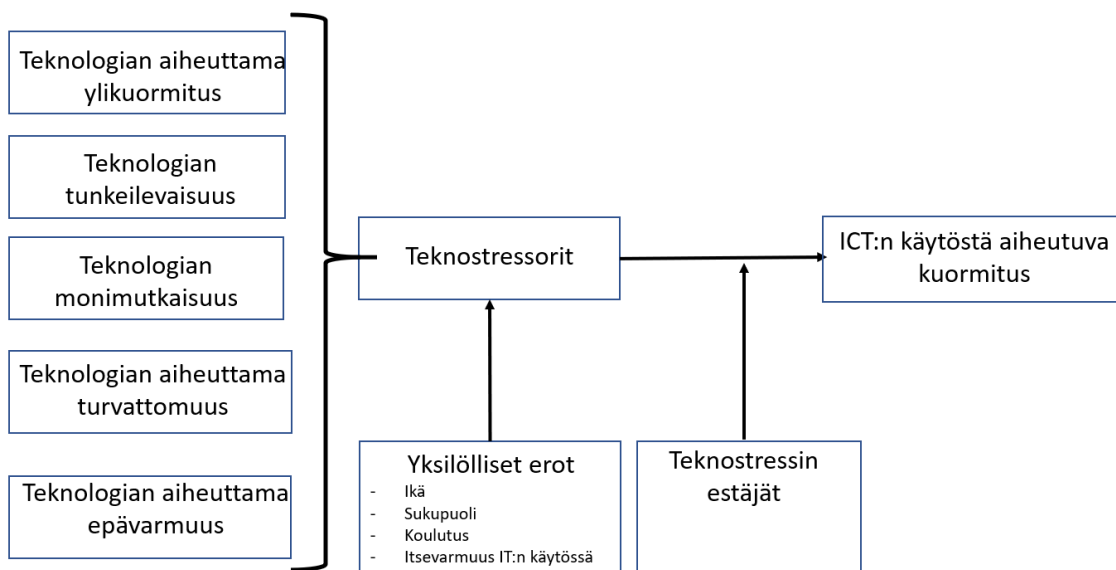 Teknologian aiheuttama
ylikuormitus
Teknologian
tunkeilevaisuus
Teknologian
monimutkaisuus
Teknologian aiheuttama
turvattomuus
Teknologian aiheuttama
epävarmuus
Teknostressorit
ICT:n käytöstä aiheutuva
kuormitus
Yksilölliset erot
- Ikä
- Sukupuoli
- Koulutus
- Itsevarmuus IT:n käytössä
Teknostressin
estäjät